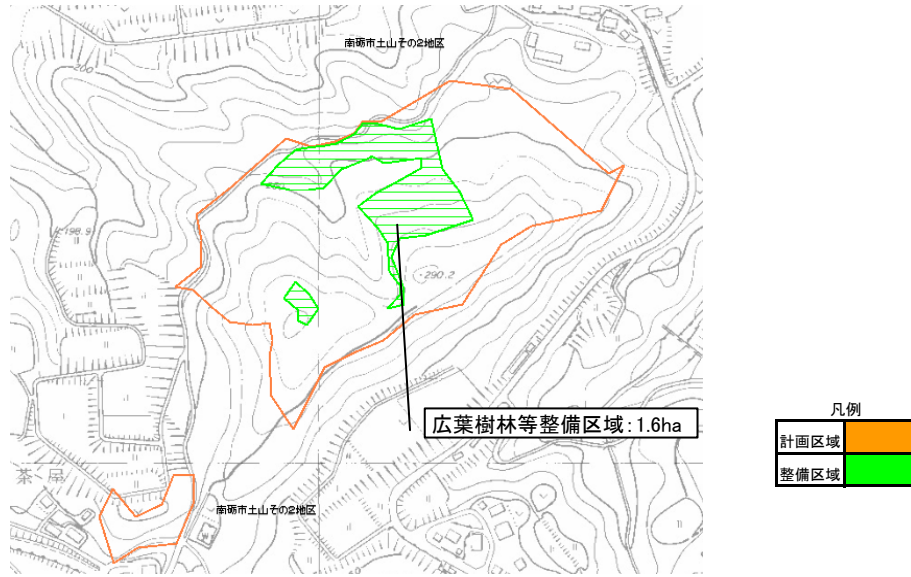 南砺市土山その2地区
200
198.9
290.2
広葉樹林等整備区域:1.6ha
凡例
計画区域
整備区域
茶屋
南砺市土山その2地区